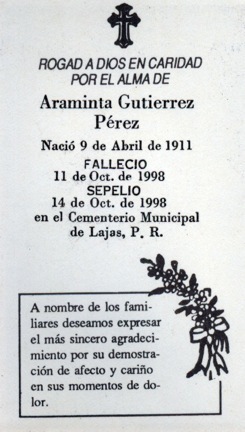 ROGAD A DIOS EN CARIDAD
POR EL ALMA DE
Araminta Gutierrez
Pérez
Nació 9 de Abril de 1911
FALLECIO
11 de Oct. de 1998
SEPELIO
14 de Oct. de 1998
en el Cementerio Municipal
de Lajas, P. R.
A nombre de los fami-
liares deseamos expresar
el más sincero agradeci-
miento por su demostra-
ción de afecto y cariño
en sus momentos de do-
lor.